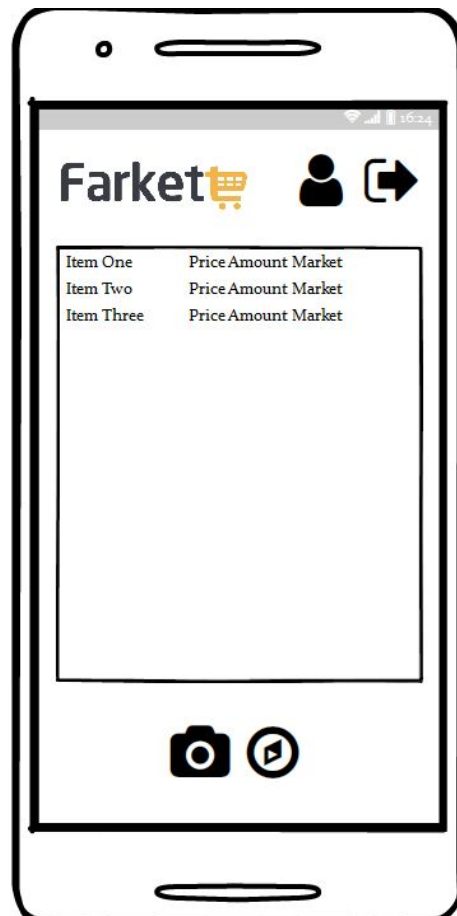 16:24
Farket
Item One Price Amount Market
Item Two Price Amount Market
Item Three Price Amount Market